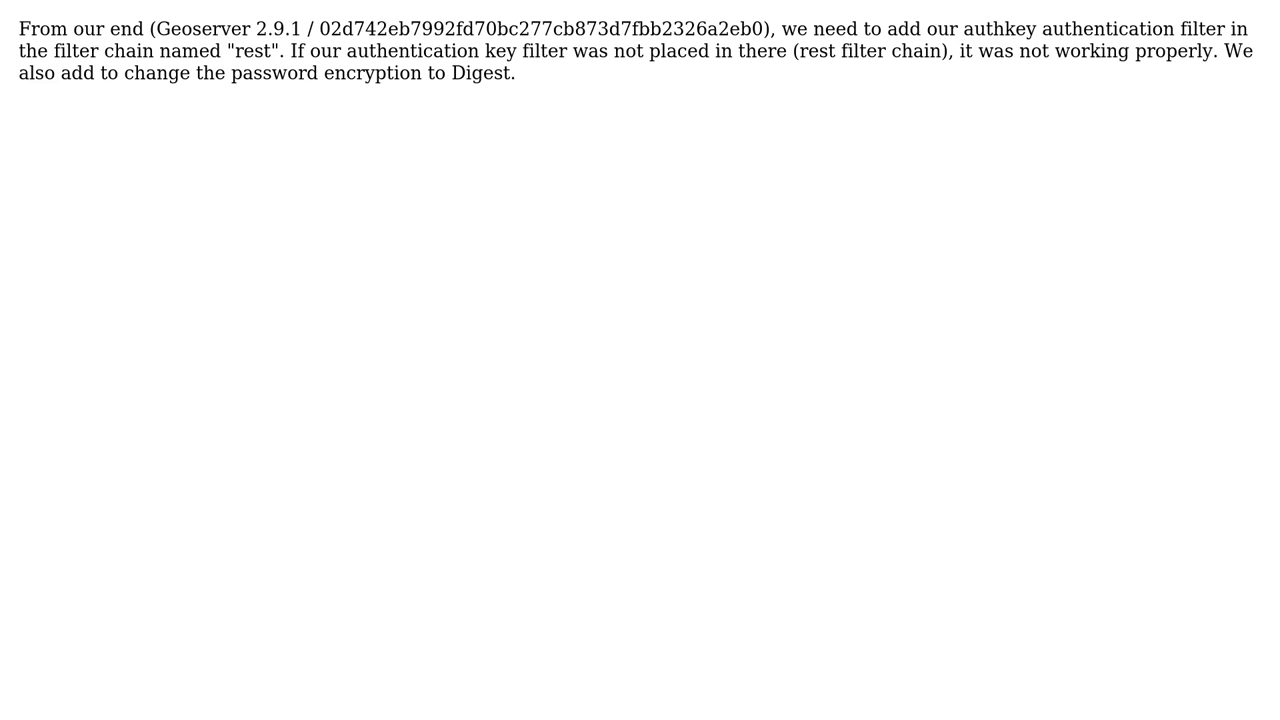 From our end (Geoserver 2.9.1 / 02d742eb7992fd70bc277cb873d7fbb2326a2eb0), we need to add our authkey authentication filter in
the filter chain named "rest". If our authentication key filter was not placed in there (rest filter chain), it was not working properly. We
also add to change the password encryption to Digest.